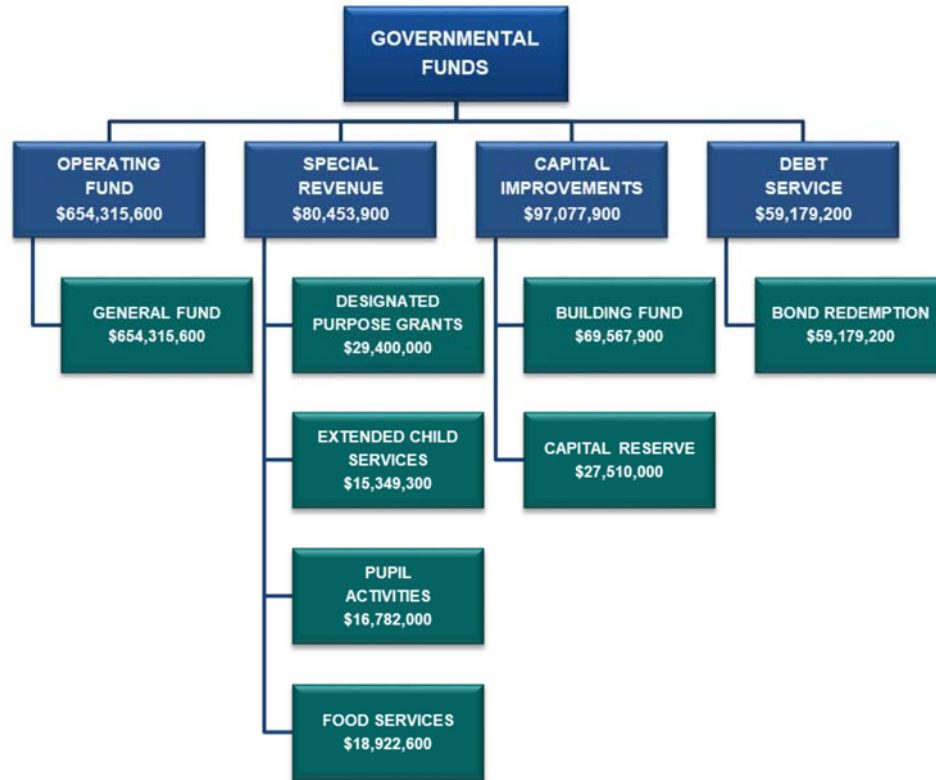 GOVERNMENTAL
FUNDS
OPERATING
FUND
$654,315,600
SPECIAL
REVENUE
$80,453,900
CAPITAL
IMPROVEMENTS
$97,077,900
DEBT
SERVICE
$59,179,200
GENERAL FUND
$654,315,600
DESIGNATED
PURPOSE GRANTS
$29,400,000
BUILDING FUND
$69,567,900
BOND REDEMPTION
$59,179,200
EXTENDED CHILD
SERVICES
$15,349,300
CAPITAL RESERVE
$27,510,000
PUPIL
ACTIVITIES
$16,782,000
FOOD SERVICES
$18,922,600